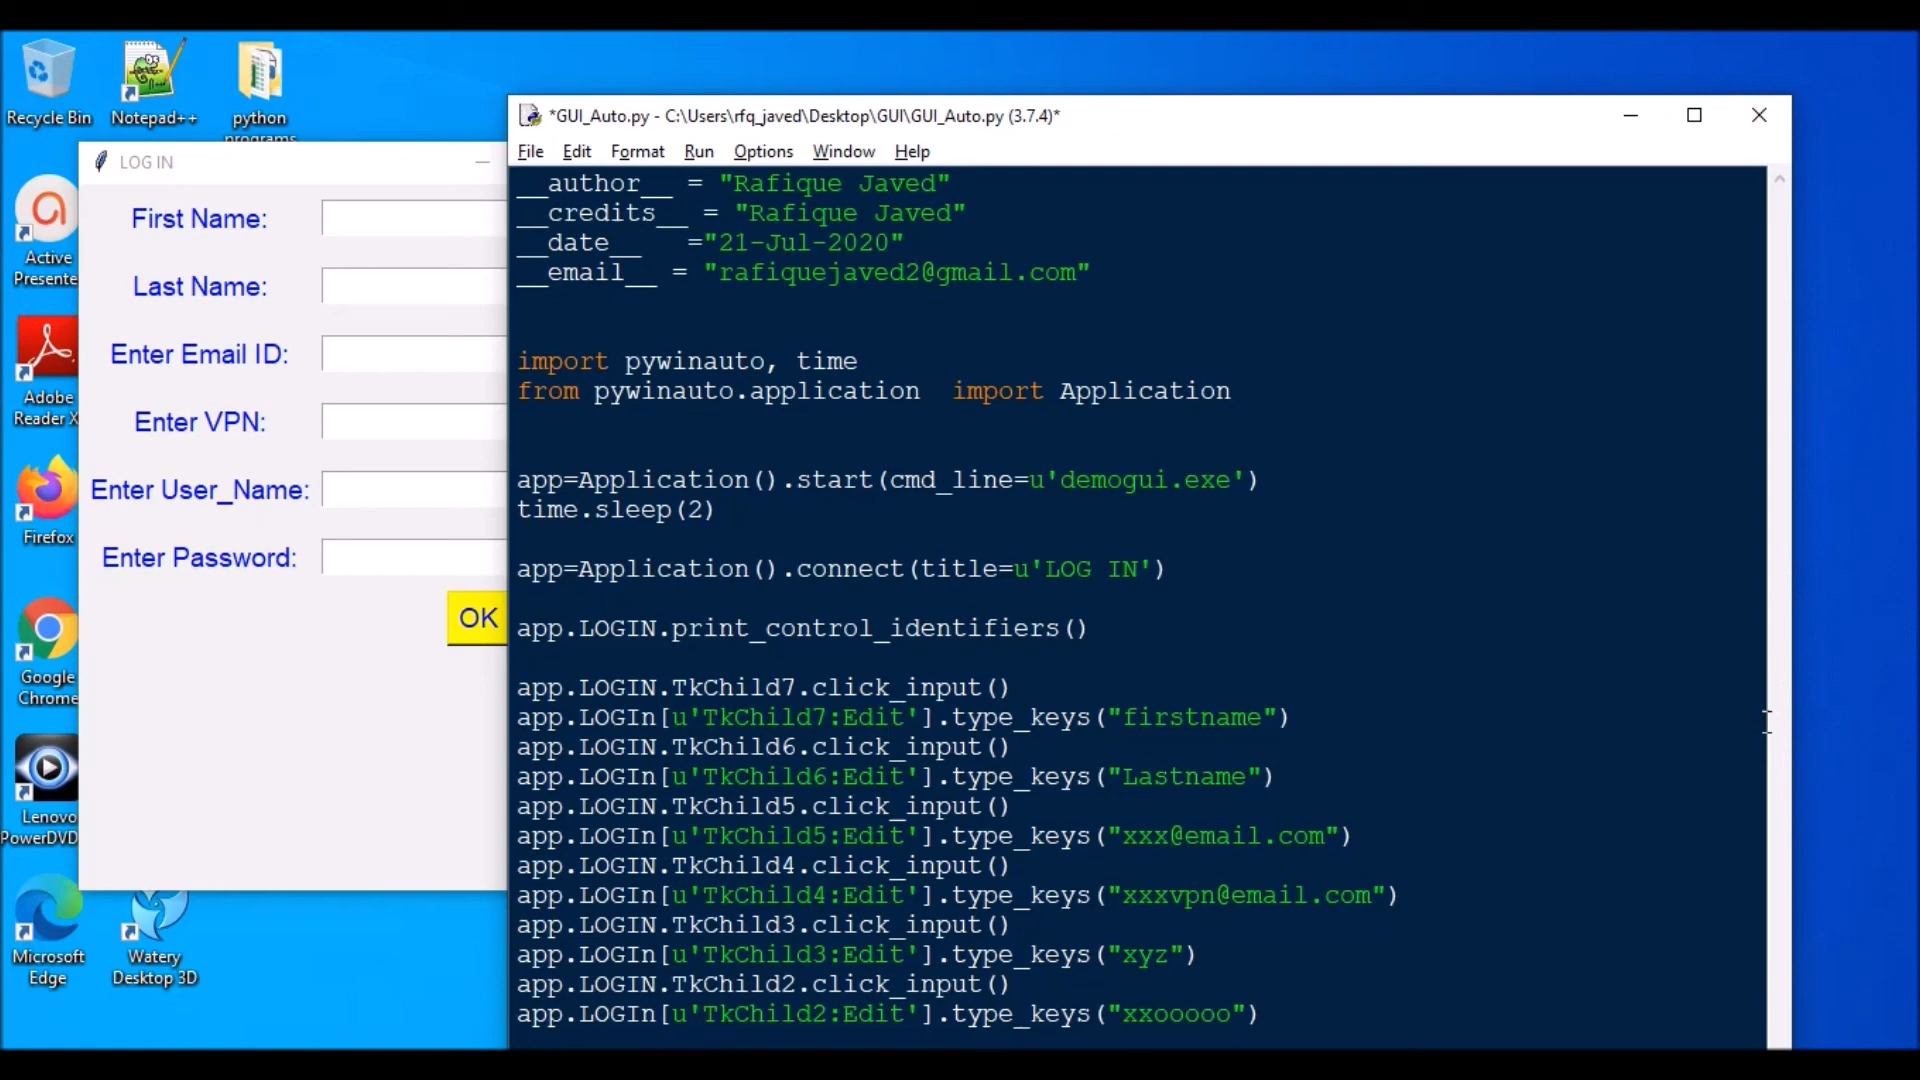 Recycle Bin
Notepad++
python
programs
Active
Presente
Adobe
Reader X
Firefox
Google
Chrome
Lenovo
PowerDVD
Microsoft
Edge
Watery
Desktop 3D
LOG IN
First Name:
Last Name:
Enter Email ID:
Enter VPN:
Enter User_Name:
Enter Password:
OK
*GUI_Auto.py - C:\Users\rfq_javed\Desktop\GUI\GUI_Auto.py (3.7.4)*
File Edit Format Run Options Window Help
__author__ = "Rafique Javed"
__credits__ = "Rafique Javed"
__date__ ="21-Jul-2020"
__email__ = "rafiquejaved2@gmail.com"
import pywinauto, time
from pywinauto.application import Application
app=Application().start(cmd_line=u'demogui.exe')
time.sleep(2)
app=Application().connect(title=u'LOG IN')
app.LOGIN.print_control_identifiers()
app.LOGIN.TkChild7.click_input()
app.LOGIn[u'TkChild7:Edit'].type_keys("firstname")
app.LOGIN.TkChild6.click_input()
app.LOGIn[u'TkChild6:Edit'].type_keys("Lastname")
app.LOGIN.TkChild5.click_input()
app.LOGIn[u'TkChild5:Edit'].type_keys("xxx@email.com")
app.LOGIN.TkChild4.click_input()
app.LOGIn[u'TkChild4:Edit'].type_keys("xxxvpn@email.com")
app.LOGIN.TkChild3.click_input()
app.LOGIn[u'TkChild3:Edit'].type_keys("xyz")
app.LOGIN.TkChild2.click_input()
app.LOGIn[u'TkChild2:Edit'].type_keys("xxooooo")